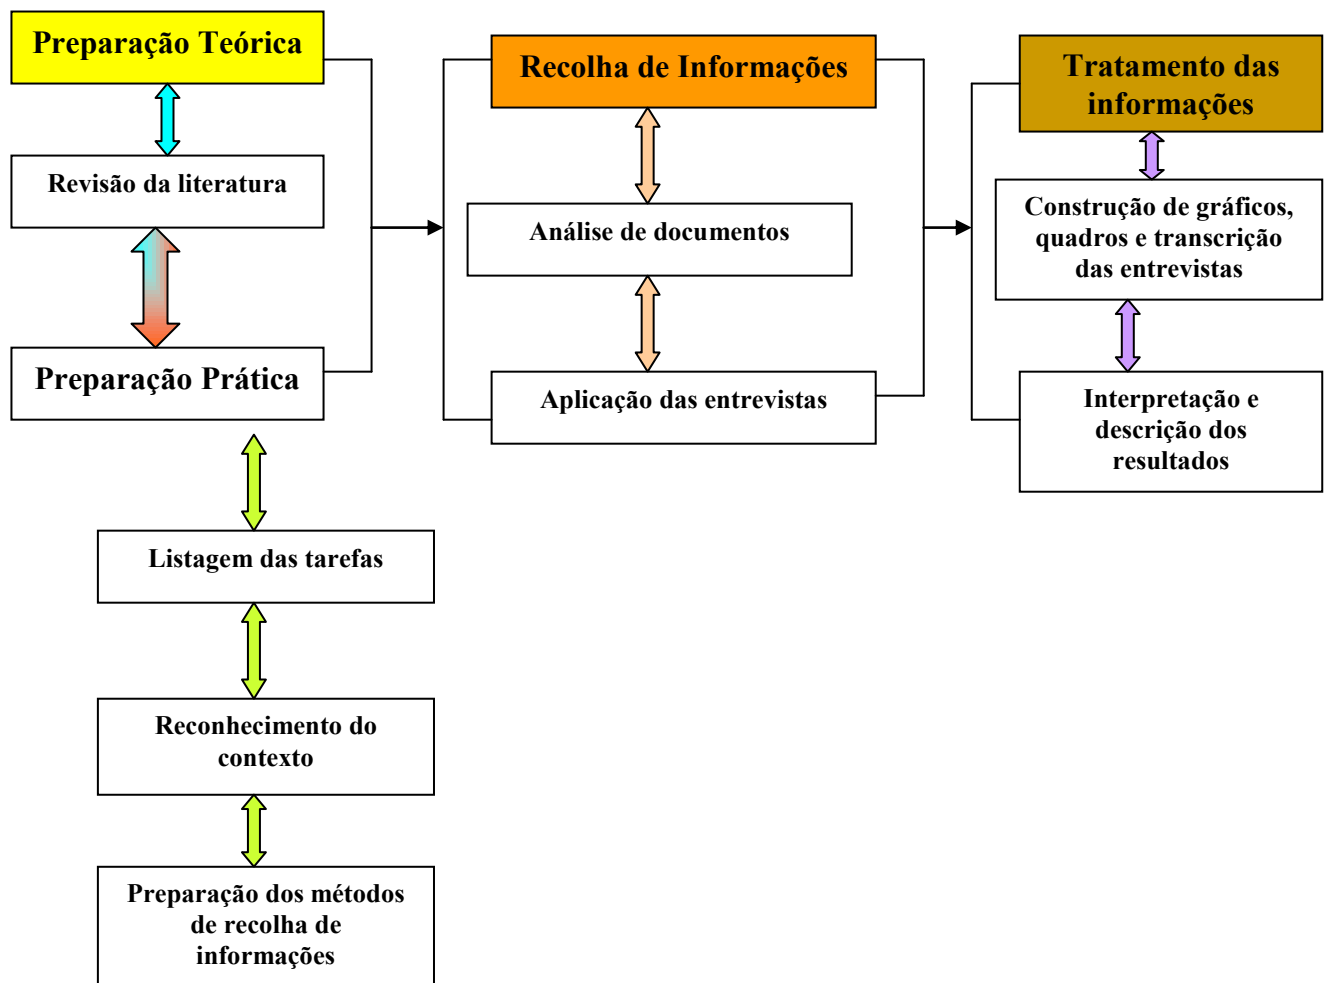 Preparação Teórica
Revisão da literatura
Preparação Prática
Listagem das tarefas
Reconhecimento do
contexto
Preparação dos métodos
de recolha de
informações
Recolha de Informações
Análise de documentos
Aplicação das entrevistas
Tratamento das
informações
Construção de gráficos,
quadros e transcrição
das entrevistas
Interpretação e
descrição dos
resultados